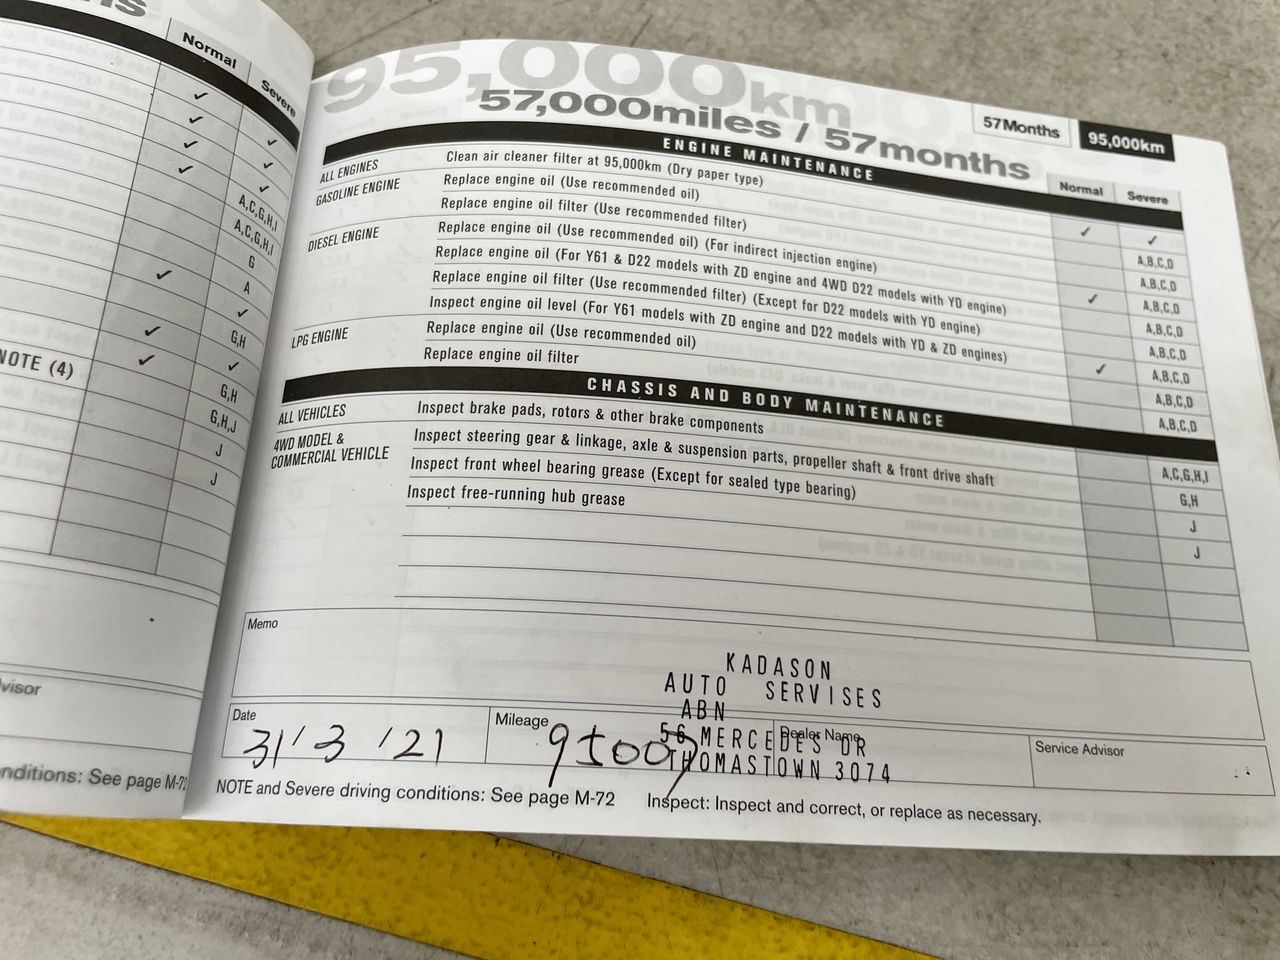 Normal
Severe
✓
✓ ✓
✓ ✓
✓ ✓
A,C,G,H,I
A,C,G,H,I
G
✓ A
✓
✓ G,H
NOTE (4) ✓ ✓
G,H
G,H,J
J
J
95,000km
57,000miles / 57months
57Months 95,000km
ENGINE MAINTENANCE
Normal Severe
ALL ENGINES Clean air cleaner filter at 95,000km (Dry paper type) ✓ ✓
GASOLINE ENGINE Replace engine oil (Use recommended oil) A,B,C,D
Replace engine oil filter (Use recommended filter) A,B,C,D
DIESEL ENGINE Replace engine oil (Use recommended oil) (For indirect injection engine) ✓ A,B,C,D
Replace engine oil (For Y61 & D22 models with ZD engine and 4WD D22 models with YD engine) A,B,C,D
Replace engine oil filter (Use recommended filter) (Except for D22 models with YD engine) A,B,C,D
Inspect engine oil level (For Y61 models with ZD engine and D22 models with YD & ZD engines) ✓ A,B,C,D
LPG ENGINE Replace engine oil (Use recommended oil) A,B,C,D
Replace engine oil filter A,B,C,D
CHASSIS AND BODY MAINTENANCE
ALL VEHICLES Inspect brake pads, rotors & other brake components A,C,G,H,I
4WD MODEL & COMMERCIAL VEHICLE Inspect steering gear & linkage, axle & suspension parts, propeller shaft & front drive shaft G,H
Inspect front wheel bearing grease (Except for sealed type bearing) J
Inspect free-running hub grease J
Memo
KADASON
AUTO SERVISES
ABN
56 MERCEDES DR
THOMASTOWN 3074
Date
31/3/21
Mileage
95007
Dealer Name
Service Advisor
NOTE and Severe driving conditions: See page M-72 Inspect: Inspect and correct, or replace as necessary.